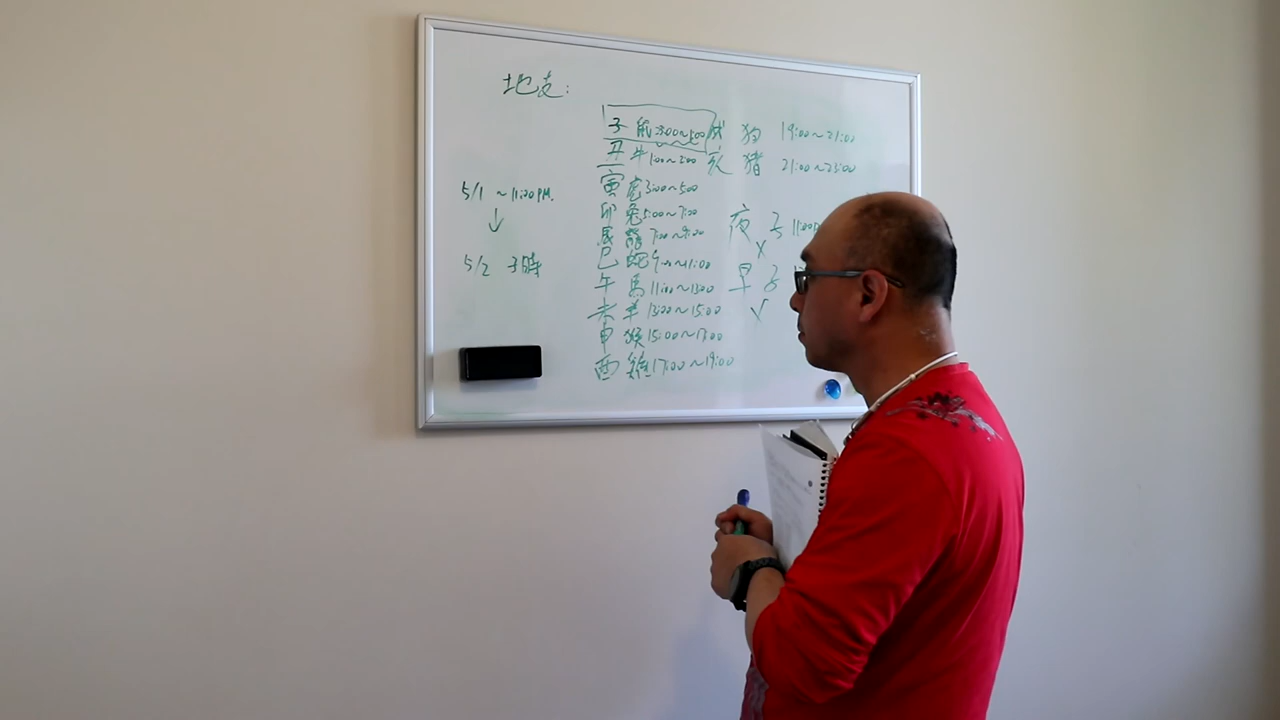 地支:
子 鼠 23:00~1:00
丑 牛 1:00~3:00
寅 虎 3:00~5:00
卯 兔 5:00~7:00
辰 龍 7:00~9:00
巳 蛇 9:00~11:00
午 馬 11:00~13:00
未 羊 13:00~15:00
申 猴 15:00~17:00
酉 雞 17:00~19:00
戌 狗 19:00~21:00
亥 猪 21:00~23:00
5/1 ~11:00PM.
↓
5/2 子時
夜 子 11:00
X
早 子
√